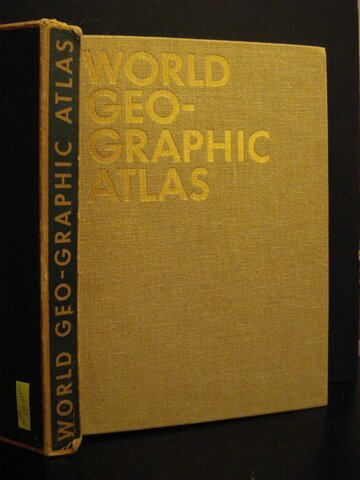 WORLD
GEO-
GRAPHIC
ATLAS
WORLD GEO-GRAPHIC ATLAS